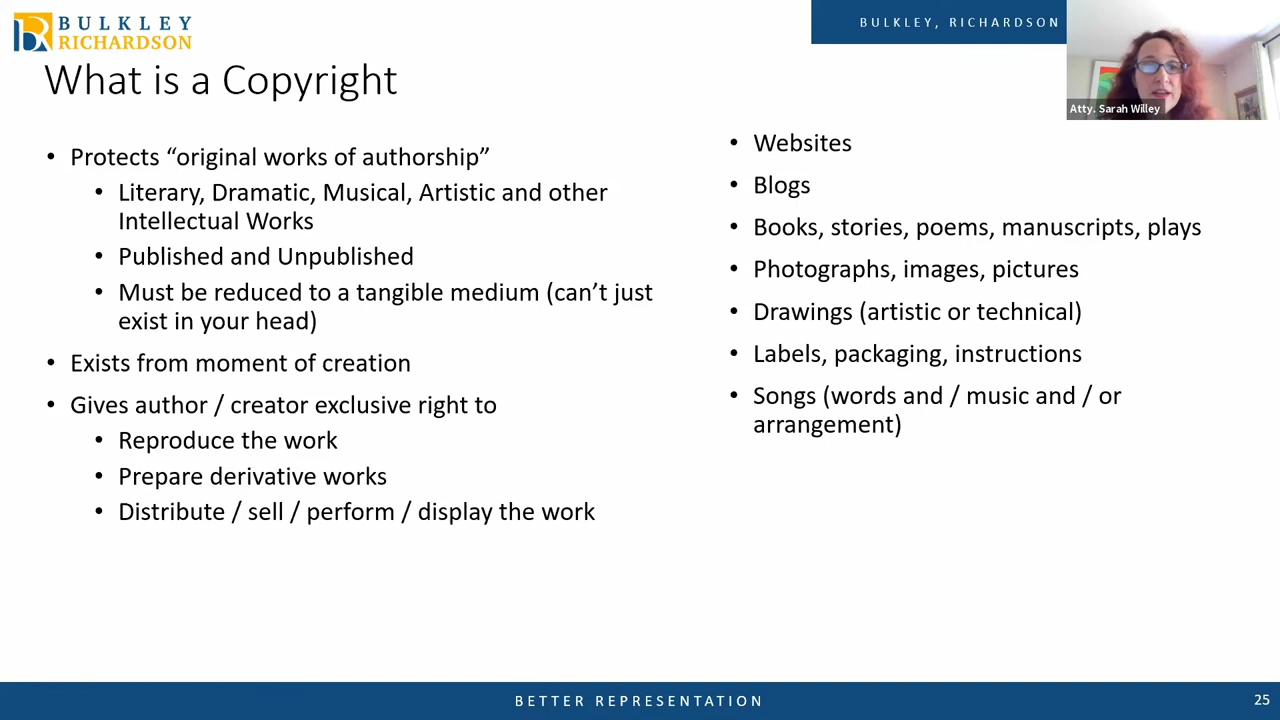 BULKLEY
RICHARDSON
BULKLEY, RICHARDSON
Atty. Sarah Willey
What is a Copyright
• Protects “original works of authorship”
• Literary, Dramatic, Musical, Artistic and other
Intellectual Works
• Published and Unpublished
• Must be reduced to a tangible medium (can’t just
exist in your head)
• Exists from moment of creation
• Gives author / creator exclusive right to
• Reproduce the work
• Prepare derivative works
• Distribute / sell / perform / display the work
• Websites
• Blogs
• Books, stories, poems, manuscripts, plays
• Photographs, images, pictures
• Drawings (artistic or technical)
• Labels, packaging, instructions
• Songs (words and / music and / or
arrangement)
BETTER REPRESENTATION
25